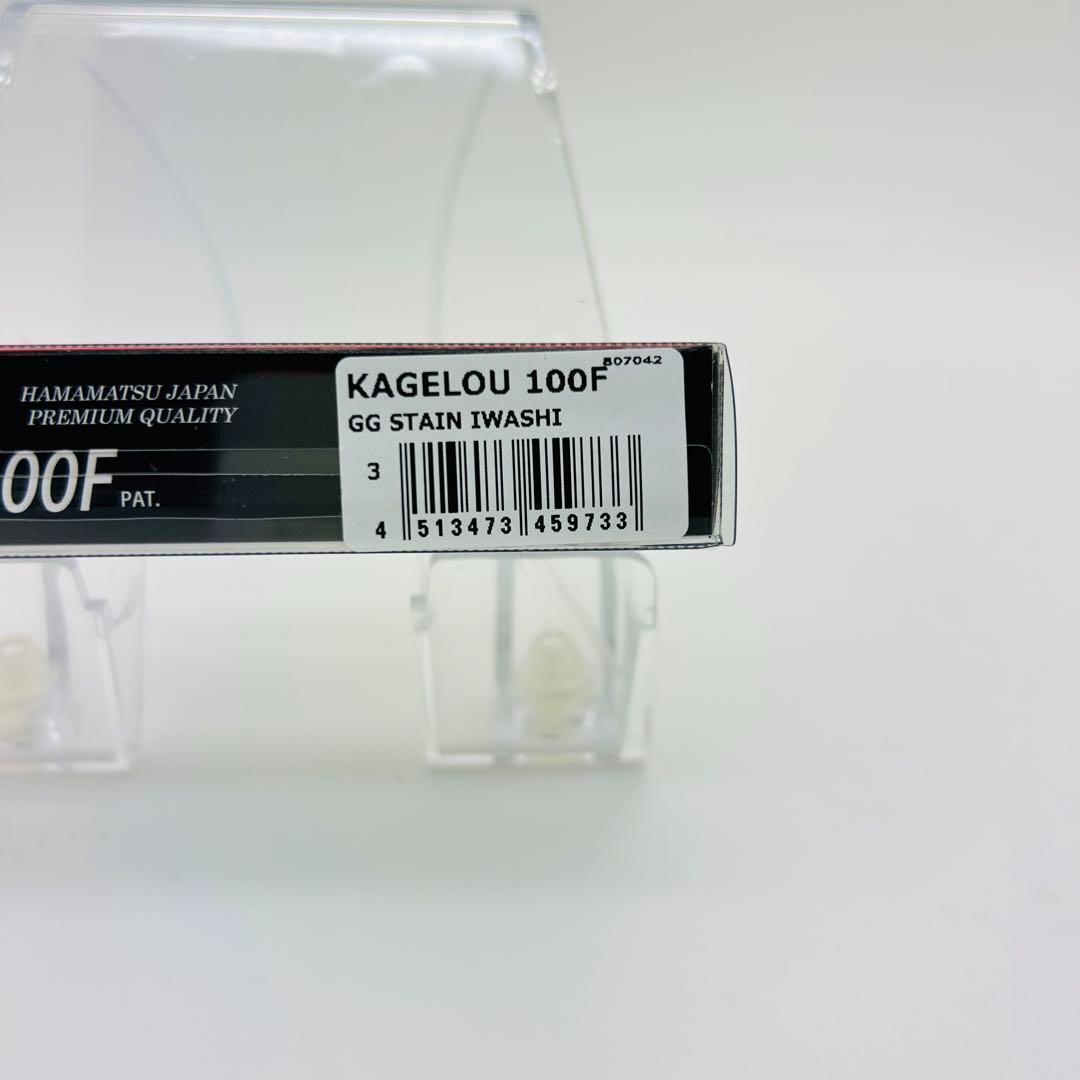 HAMAMATSU JAPAN
PREMIUM QUALITY
00F PAT.
807042
KAGELOU 100F
GG STAIN IWASHI
3
4 513473 459733